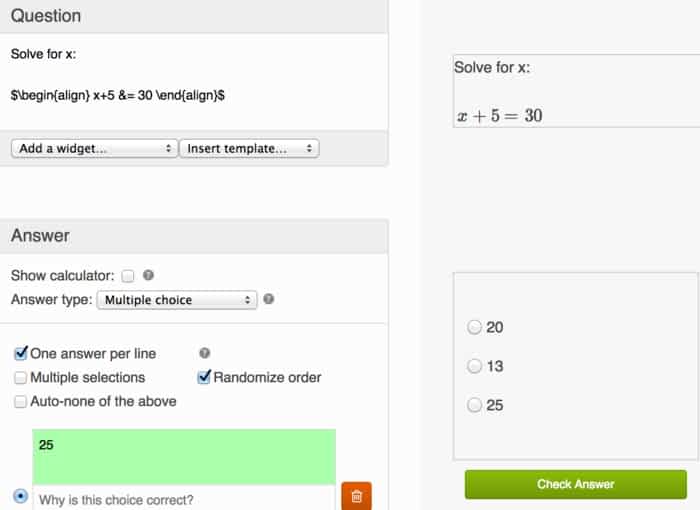 Question
Solve for x:
$\begin{align} x+5 &= 30 \end{align}$
Add a widget... Insert template...
Answer
Show calculator: ?
Answer type: Multiple choice ?
One answer per line ?
Multiple selections Randomize order
Auto-none of the above
25
Why is this choice correct?
Solve for x:
x + 5 = 30
20
13
25
Check Answer